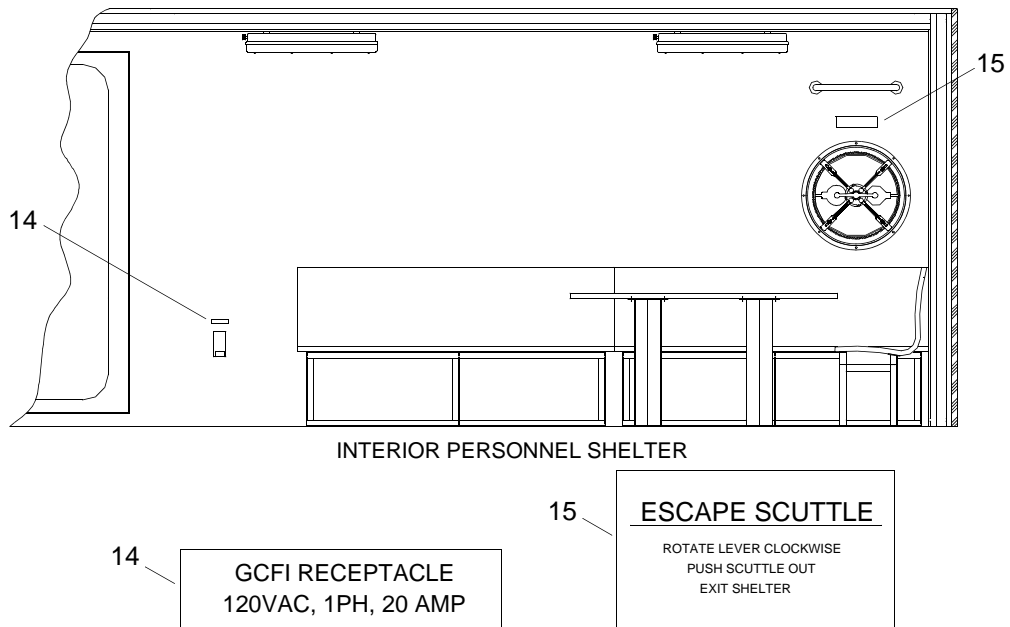 15
14
INTERIOR PERSONNEL SHELTER
14
GCFI RECEPTACLE
120VAC, 1PH, 20 AMP
15
ESCAPE SCUTTLE
ROTATE LEVER CLOCKWISE
PUSH SCUTTLE OUT
EXIT SHELTER